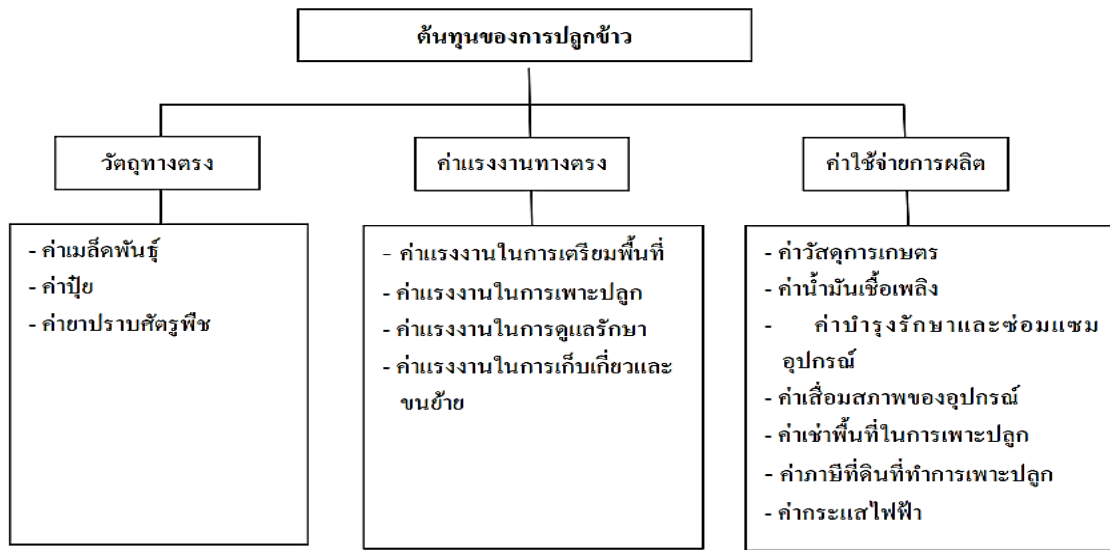 ต้นทุนของการปลูกข้าว
วัตถุทางตรง
ค่าแรงงานทางตรง
ค่าใช้จ่ายการผลิต
- ค่าเมล็ดพันธุ์
- ค่าปุ๋ย
- ค่ายาปราบศัตรูพืช
- ค่าแรงงานในการเตรียมพื้นที่
- ค่าแรงงานในการเพาะปลูก
- ค่าแรงงานในการดูแลรักษา
- ค่าแรงงานในการเก็บเกี่ยวและ
ขนย้าย
- ค่าวัสดุการเกษตร
- ค่าน้ำมันเชื้อเพลิง
- ค่าบำรุงรักษาและซ่อมแซม
อุปกรณ์
- ค่าเสื่อมสภาพของอุปกรณ์
- ค่าเช่าพื้นที่ในการเพาะปลูก
- ค่าภาษีที่ดินที่ทำการเพาะปลูก
- ค่ากระแสไฟฟ้า